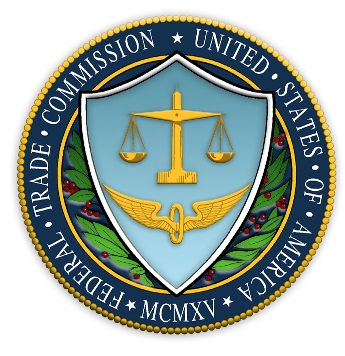 FEDERAL TRADE • COMMISSION ★ UNITED • STATES OF • AMERICA
★ MCMXV ★